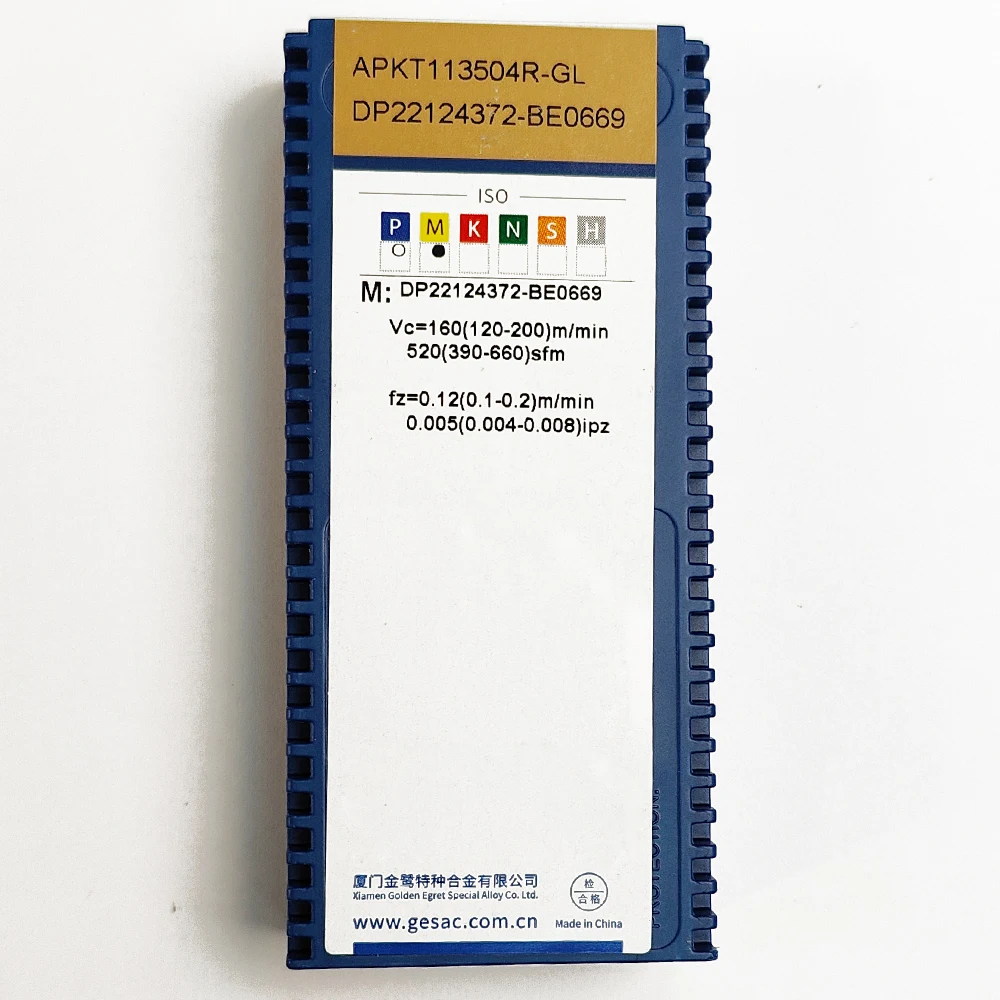 APKT113504R-GL
DP22124372-BE0669
ISO
P M K N S H
M: DP22124372-BE0669
Vc=160(120-200)m/min
520(390-660)sfm
fz=0.12(0.1-0.2)m/min
0.005(0.004-0.008)ipz
厦门金鹭特种合金有限公司
Xiamen Golden Egret Special Alloy Co. Ltd.
www.gesac.com.cn
检
合格
Made in China